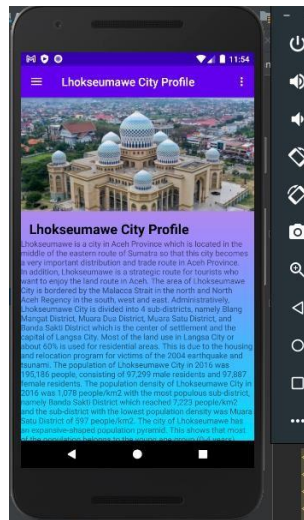 11:54
Lhokseumawe City Profile
Lhokseumawe City Profile
Lhokseumawe is a city in Aceh Province which is located in the
middle of the eastern route of Sumatra so that this city becomes
a very important distribution and trade route in Aceh Province.
In addition, Lhokseumawe is a strategic route for tourists who
want to enjoy the land route in Aceh. The area of Lhokseumawe
City is bordered by the Malacca Strait in the north and North
Aceh Regency in the south, west and east. Administratively,
Lhokseumawe City is divided into 4 sub-districts, namely Blang
Mangat District, Muara Dua District, Muara Satu District, and
Banda Sakti District which is the center of settlement and the
capital of Langsa City. Most of the land use in Langsa City or
about 60% is used for residential areas. This is due to the housing
and relocation program for victims of the 2004 earthquake and
tsunami. The population of Lhokseumawe City in 2016 was
195,186 people, consisting of 97,299 male residents and 97,887
female residents. The population density of Lhokseumawe City in
2016 was 1,078 people/km2 with the most populous sub-district,
namely Banda Sakti District which reached 7,223 people/km2
and the sub-district with the lowest population density was Muara
Satu District of 597 people/km2. The city of Lhokseumawe has
an expansive-shaped population pyramid. This shows that most
of the population belongs to the young age group (0-4 years)